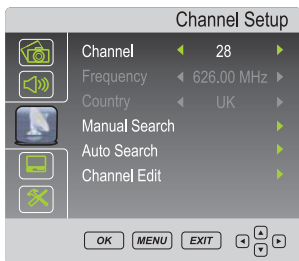 Channel Setup
Channel 28
Frequency 626.00 MHz
Country UK
Manual Search
Auto Search
Channel Edit
OK MENU EXIT